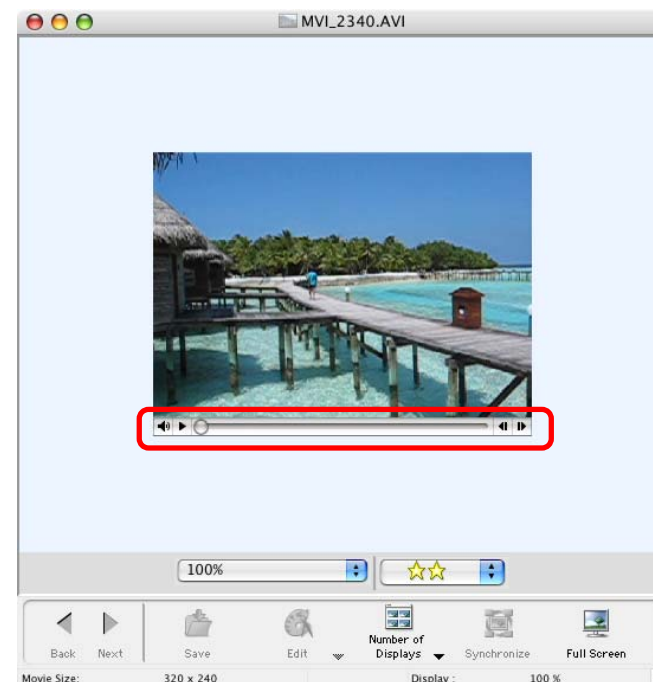 MVI_2340.AVI
100%
Number of
Back Next Save Edit Displays Synchronize Full Screen
Movie Size: 320 x 240 Display : 100 %